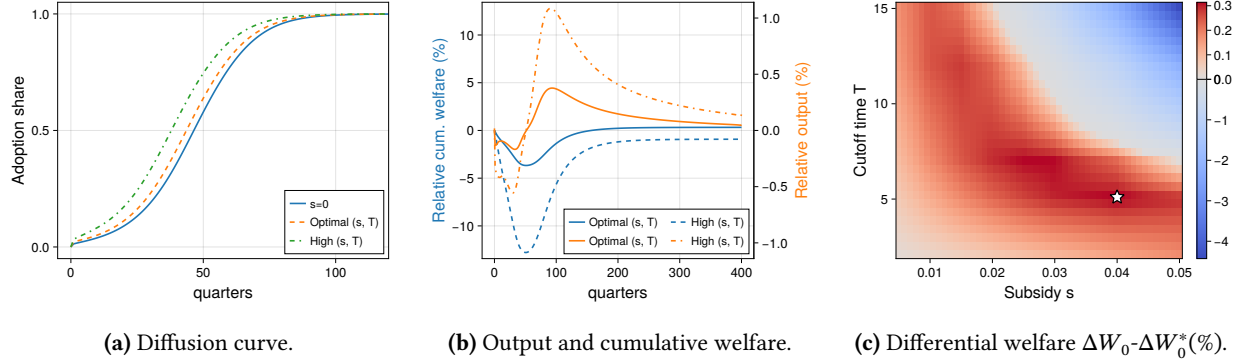 1.0
0.5
0.0
Adoption share
0
50
100
quarters
s=0
Optimal (s, T)
High (s, T)
(a) Diffusion curve.
10
5
0
−5
−10
Relative cum. welfare (%)
1.0
0.5
0.0
−0.5
−1.0
Relative output (%)
0
100
200
300
400
quarters
Optimal (s, T)
Optimal (s, T)
High (s, T)
High (s, T)
(b) Output and cumulative welfare.
15
10
5
Cutoff time T
0.01
0.02
0.03
0.04
0.05
Subsidy s
0.3
0.2
0.1
0.0
−1
−2
−3
−4
(c) Differential welfare ΔW₀-ΔW₀*(%).